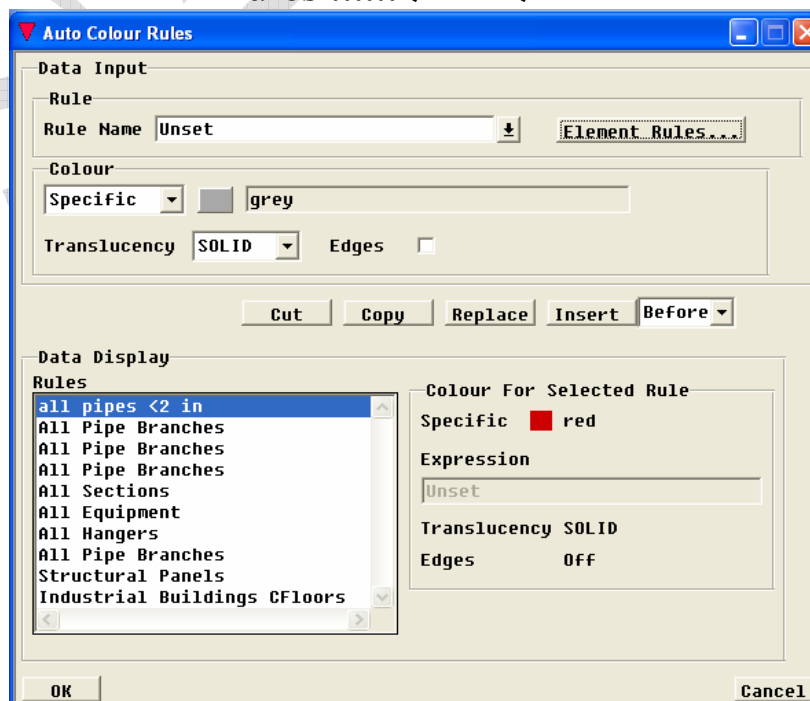 Auto Colour Rules
Data Input
Rule
Rule Name Unset Element Rules...
Colour
Specific grey
Translucency SOLID Edges
Cut Copy Replace Insert Before
Data Display
Rules
all pipes <2 in
All Pipe Branches
All Pipe Branches
All Pipe Branches
All Sections
All Equipment
All Hangers
All Pipe Branches
Structural Panels
Industrial Buildings CFloors
Colour For Selected Rule
Specific red
Expression
Unset
Translucency SOLID
Edges Off
OK Cancel